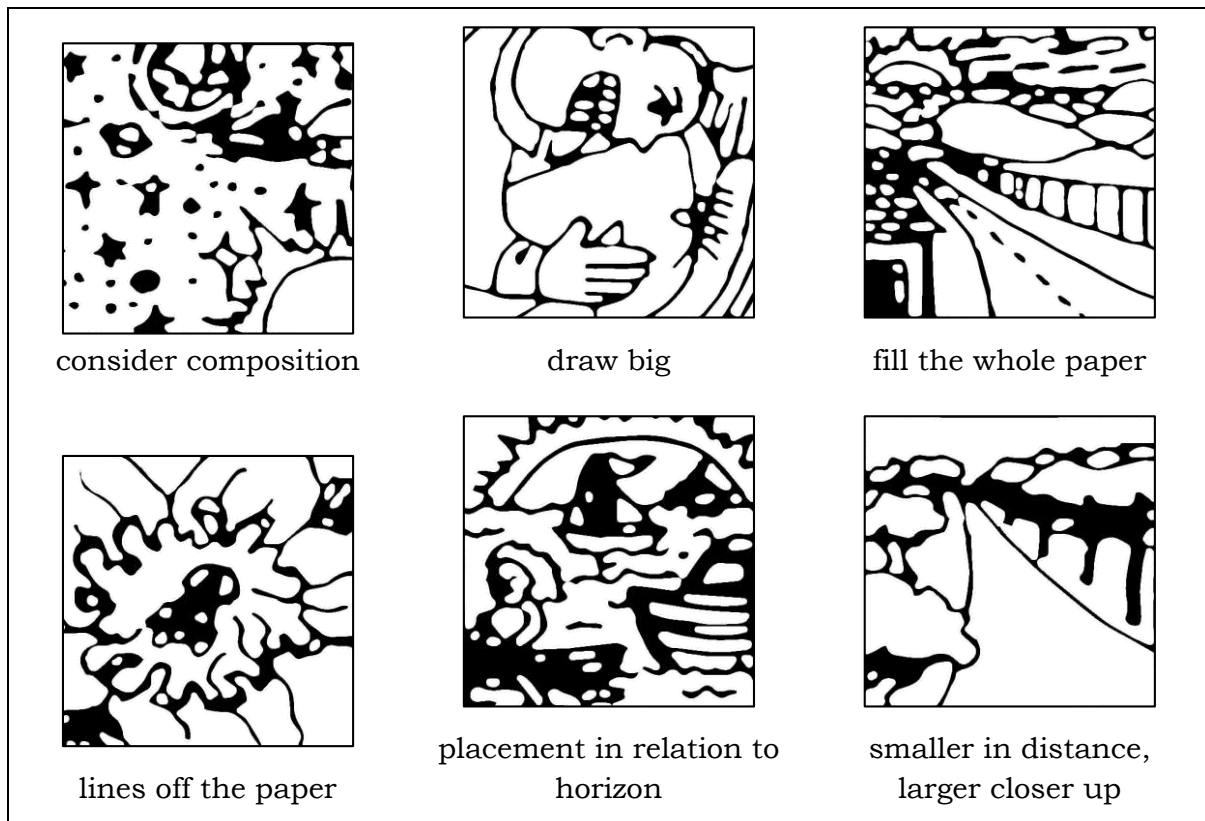 consider composition
draw big
fill the whole paper
lines off the paper
placement in relation to
horizon
smaller in distance,
larger closer up